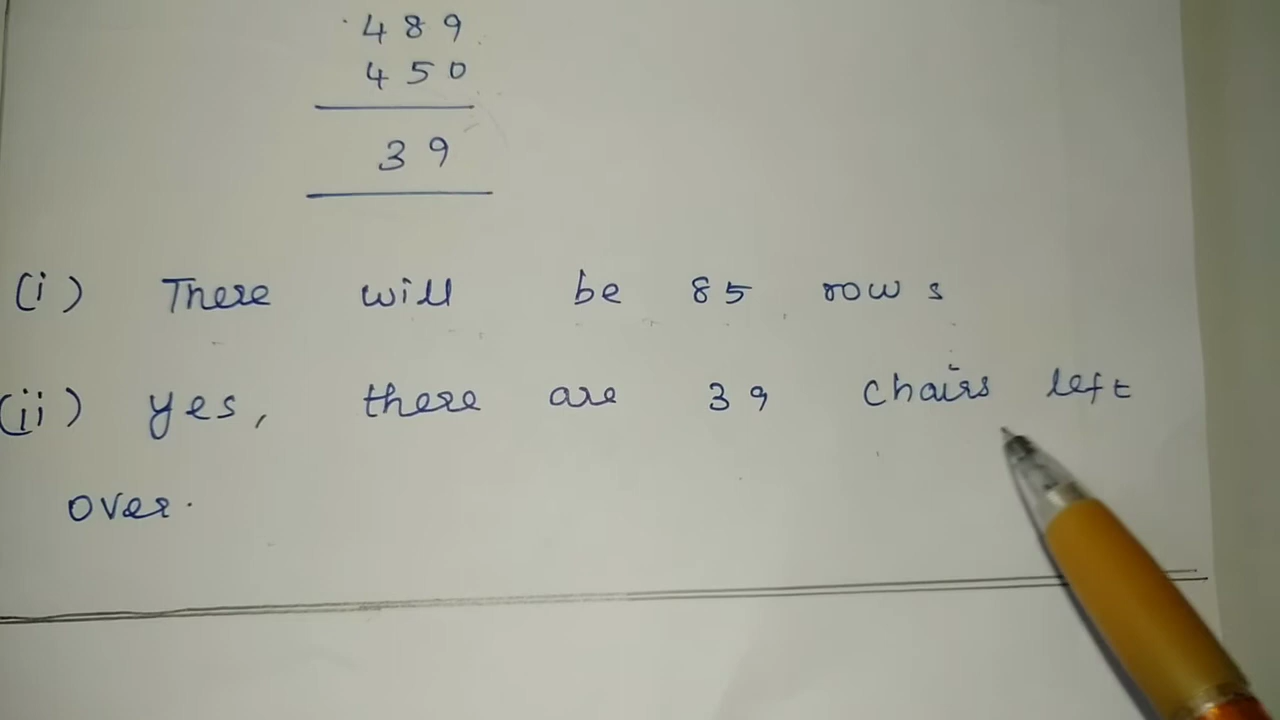 489
450
39
(i) There will be 85 rows
(ii) yes, there are 39 chairs left
over.